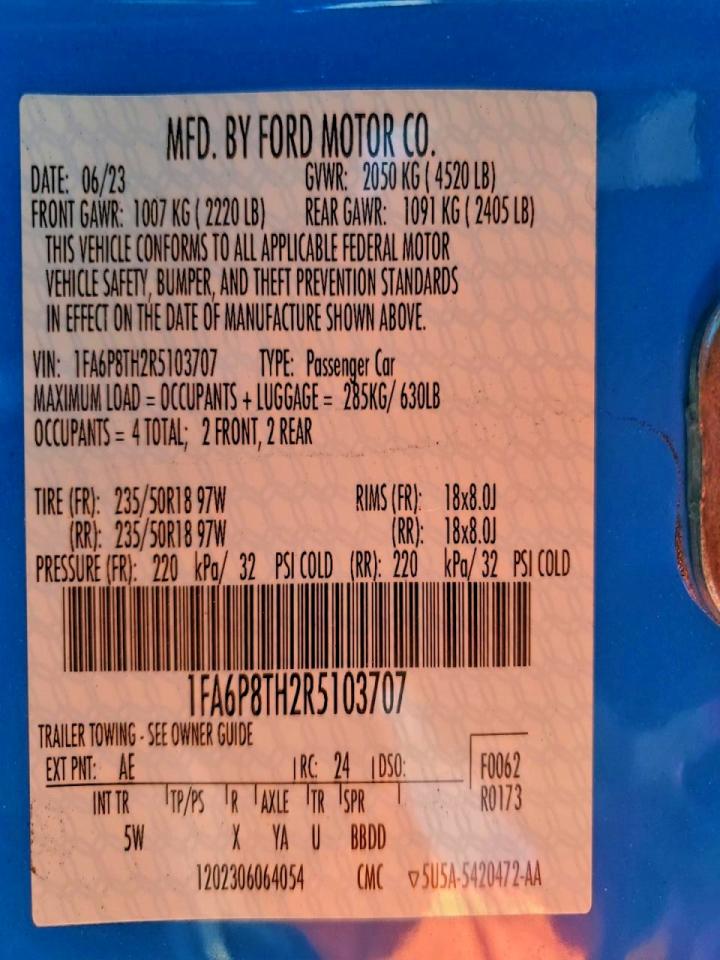 MFD. BY FORD MOTOR CO.
DATE: 06/23 GVWR: 2050 KG ( 4520 LB)
FRONT GAWR: 1007 KG ( 2220 LB) REAR GAWR: 1091 KG ( 2405 LB)
THIS VEHICLE CONFORMS TO ALL APPLICABLE FEDERAL MOTOR
VEHICLE SAFETY, BUMPER, AND THEFT PREVENTION STANDARDS
IN EFFECT ON THE DATE OF MANUFACTURE SHOWN ABOVE.
VIN: 1FA6P8TH2R5103707 TYPE: Passenger Car
MAXIMUM LOAD = OCCUPANTS + LUGGAGE = 285KG/ 630LB
OCCUPANTS = 4 TOTAL; 2 FRONT, 2 REAR
TIRE (FR): 235/50R18 97W RIMS (FR): 18x8.0J
(RR): 235/50R18 97W (RR): 18x8.0J
PRESSURE (FR): 220 kPa/ 32 PSI COLD (RR): 220 kPa/ 32 PSI COLD
1FA6P8TH2R5103707
TRAILER TOWING - SEE OWNER GUIDE
EXT PNT: AE RC: 24 DSO: F0062
INT TR TP/PS R AXLE TR SPR R0173
5W X YA U BBDD
1202306064054 CMC ▽5U5A-5420472-AA